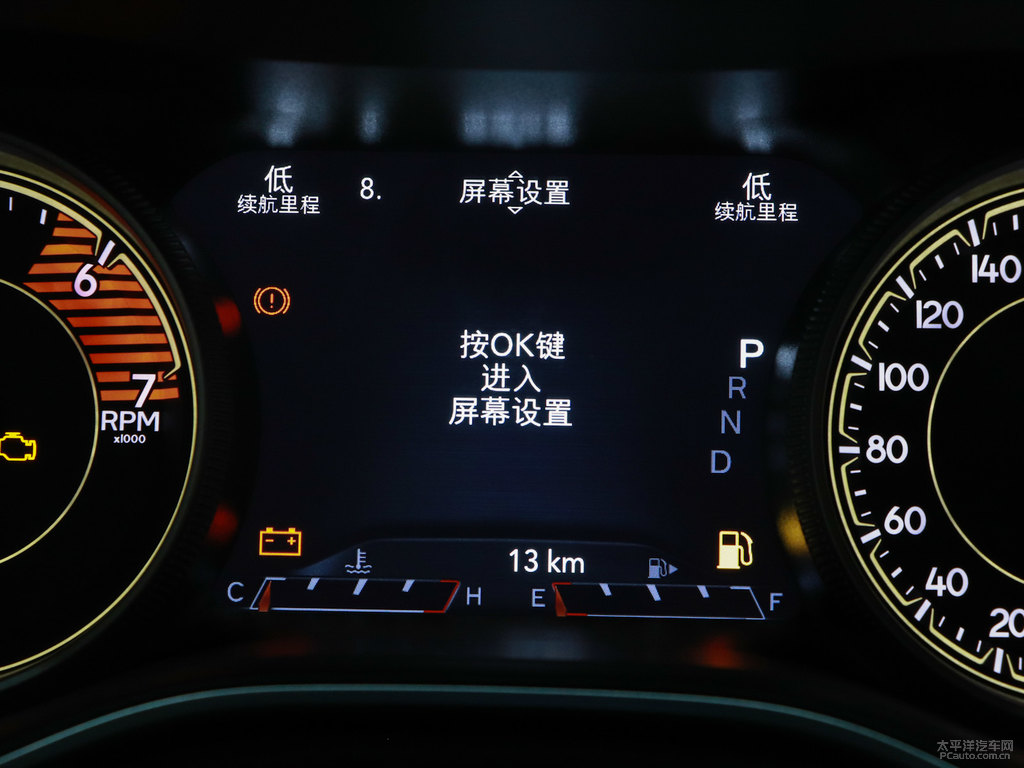 低
续航里程
8.
屏幕设置
低
续航里程
6
7
RPM
x1000
按OK键
进入
屏幕设置
P
R
N
D
140
120
100
80
60
40
20
13 km
C
H
E
F
太平洋汽车网
PCauto.com.cn